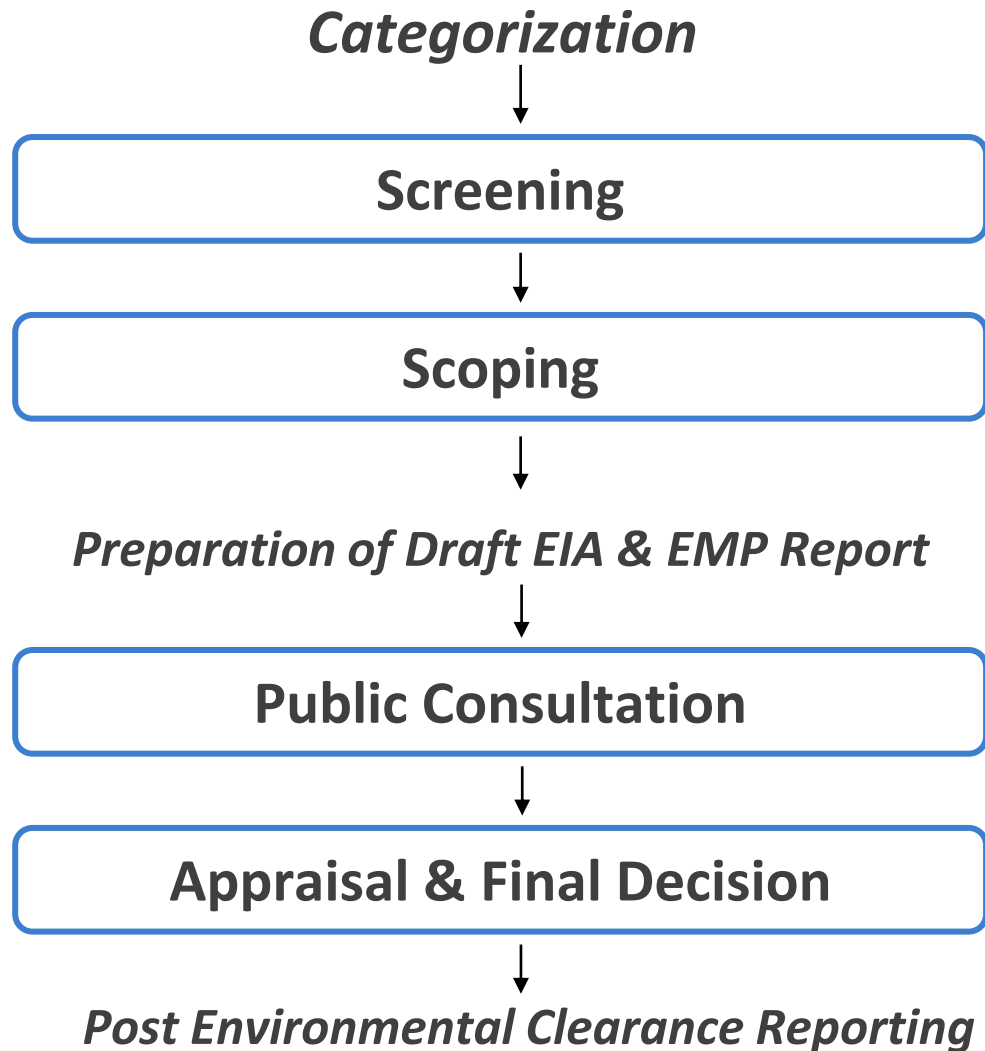 Categorization
Screening
Scoping
Preparation of Draft EIA & EMP Report
Public Consultation
Appraisal & Final Decision
Post Environmental Clearance Reporting